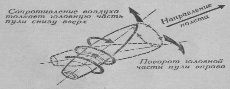 Сопротивление воздуха
толкает головную часть
пули снизу вверх
Направление
полета
Поворот головной
части пули вправо